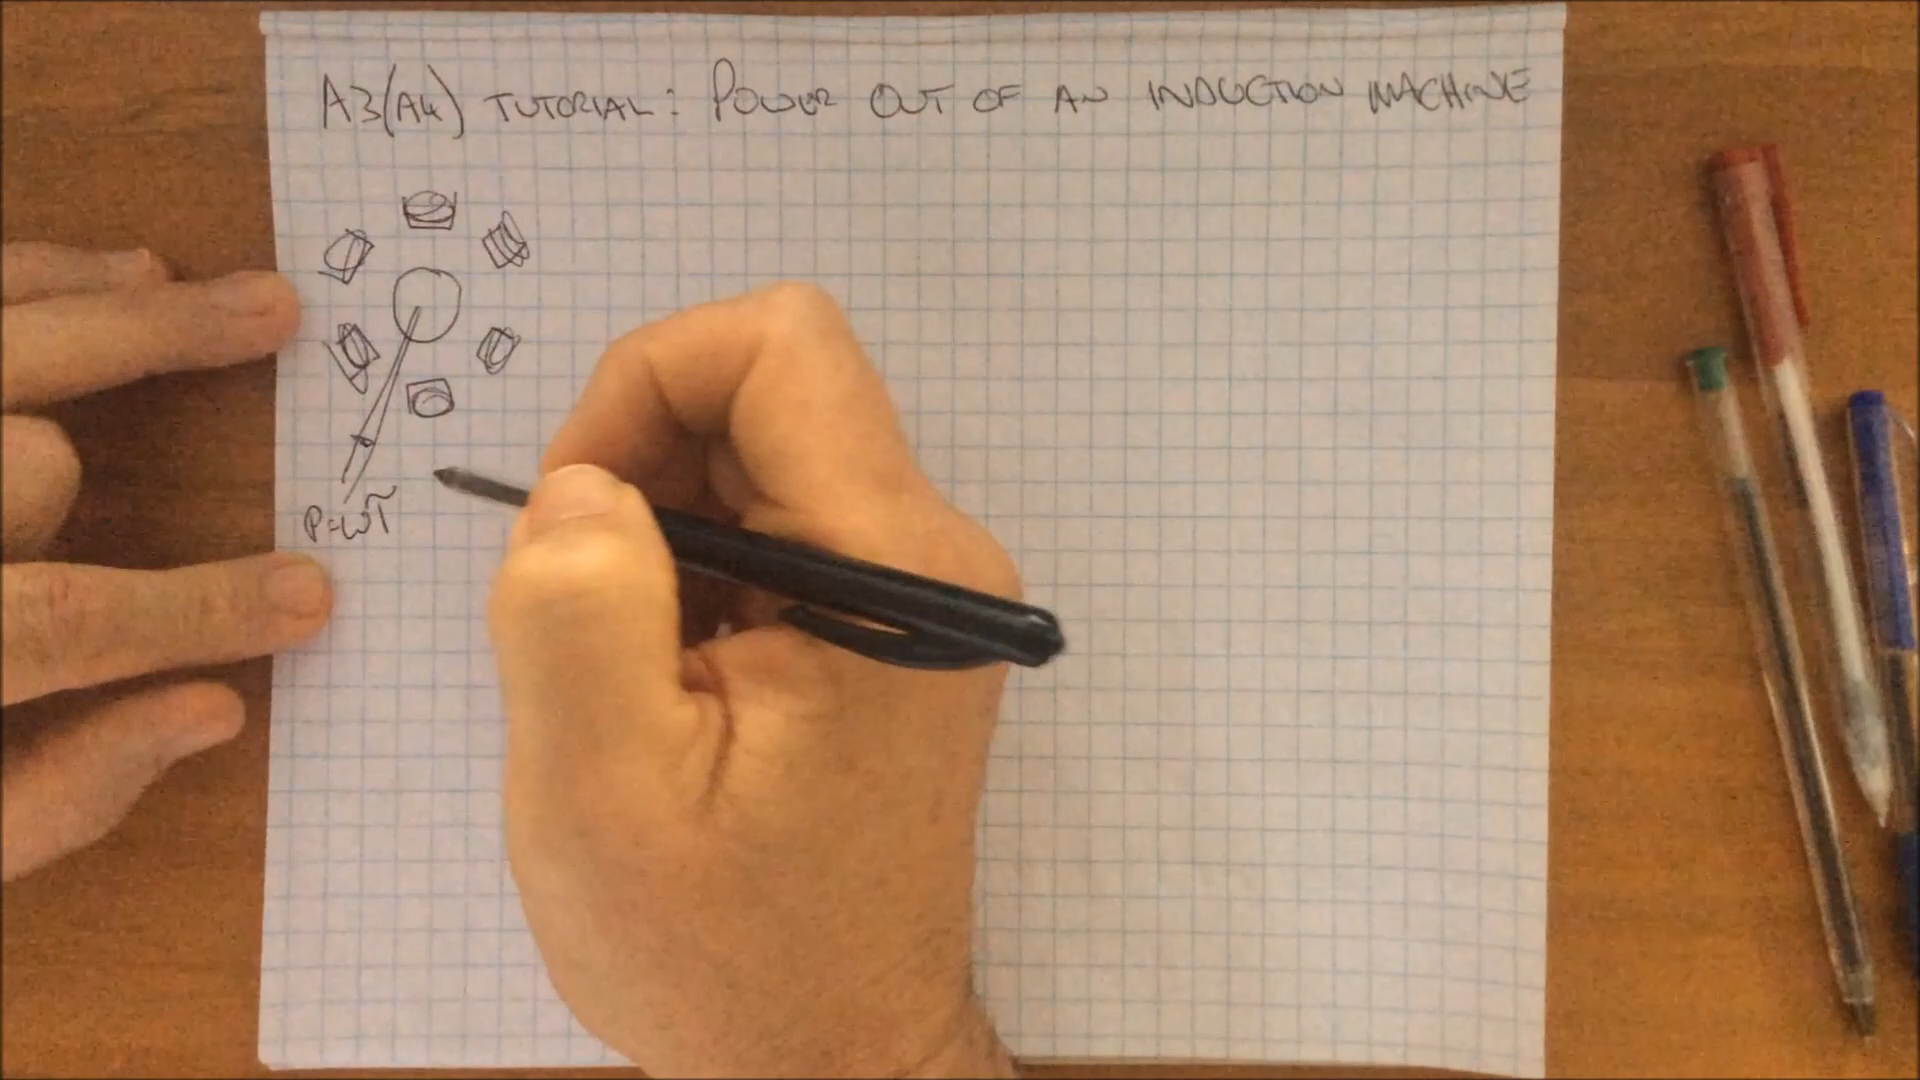 A3(A4) TUTORIAL: POWER OUT OF AN INDUCTION MACHINE
P=ωT